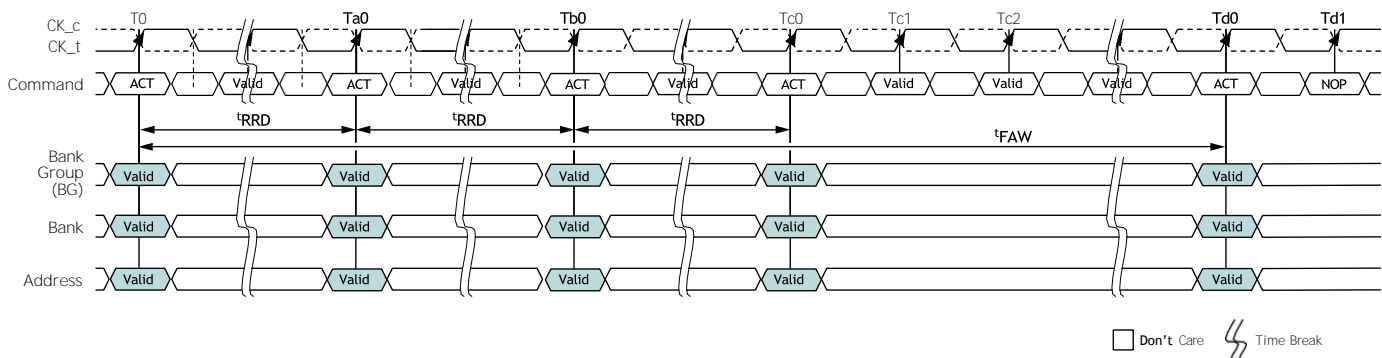 T0 Ta0 Tb0 Tc0 Tc1 Tc2 Td0 Td1
CK_c
CK_t
Command ACT Valid ACT Valid ACT Valid ACT Valid Valid Valid ACT NOP
tRRD tRRD tRRD
tFAW
Bank
Group
(BG)
Valid Valid Valid Valid Valid
Bank Valid Valid Valid Valid Valid
Address Valid Valid Valid Valid Valid
Don't Care Time Break